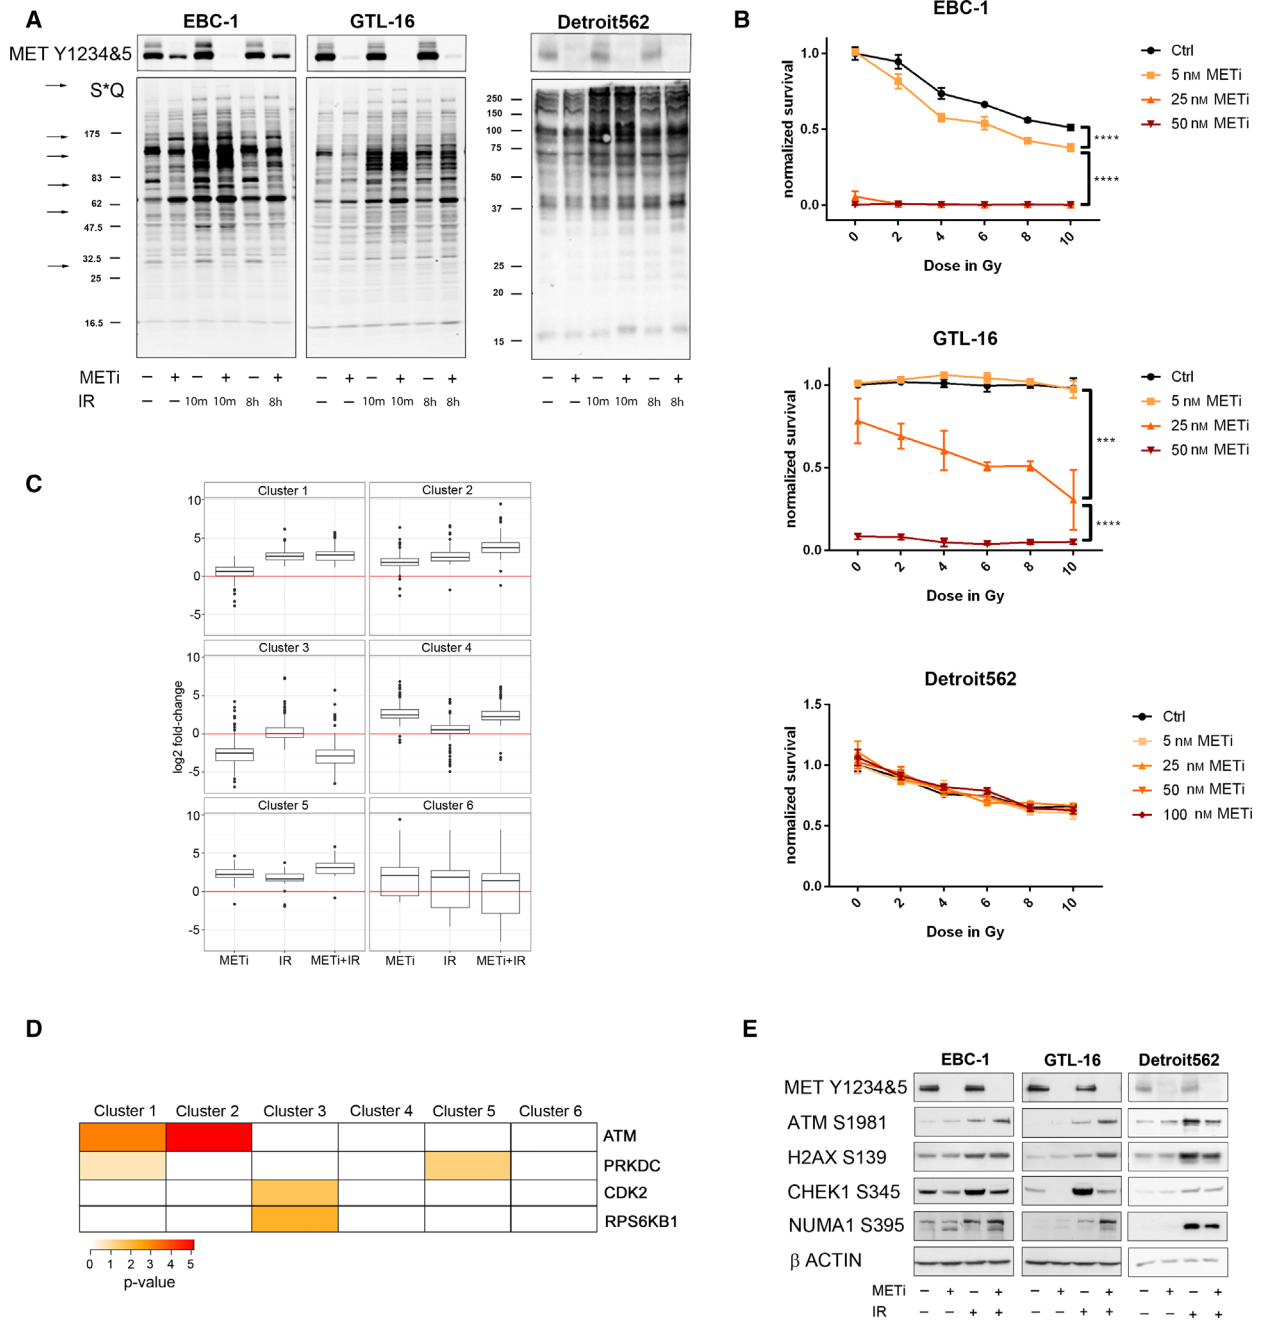 A
EBC-1
GTL-16
Detroit562
MET Y1234&5
S*Q
175
83
62
47.5
32.5
25
16.5
250
150
100
75
50
37
25
20
15
METi − + − + − + − + − + − + − + − + − +
IR − − 10m 10m 8h 8h − − 10m 10m 8h 8h − − 10m 10m 8h 8h
B
EBC-1
normalized survival
1.0
0.5
0.0
0 2 4 6 8 10
Dose in Gy
Ctrl
5 nM METi
25 nM METi
50 nM METi
****
****
GTL-16
normalized survival
1.0
0.5
0.0
0 2 4 6 8 10
Dose in Gy
Ctrl
5 nM METi
25 nM METi
50 nM METi
***
****
Detroit562
normalized survival
1.5
1.0
0.5
0.0
0 2 4 6 8 10
Dose in Gy
Ctrl
5 nM METi
25 nM METi
50 nM METi
100 nM METi
C
Cluster 1 Cluster 2
10
5
0
-5
Cluster 3 Cluster 4
10
5
0
-5
Cluster 5 Cluster 6
10
5
0
-5
log2 fold-change
METi IR METi+IR METi IR METi+IR
D
Cluster 1 Cluster 2 Cluster 3 Cluster 4 Cluster 5 Cluster 6
ATM
PRKDC
CDK2
RPS6KB1
0 1 2 3 4 5
p-value
E
EBC-1 GTL-16 Detroit562
MET Y1234&5
ATM S1981
H2AX S139
CHEK1 S345
NUMA1 S395
β ACTIN
METi − + − + − + − + − + − +
IR − − + + − − + + − − + +